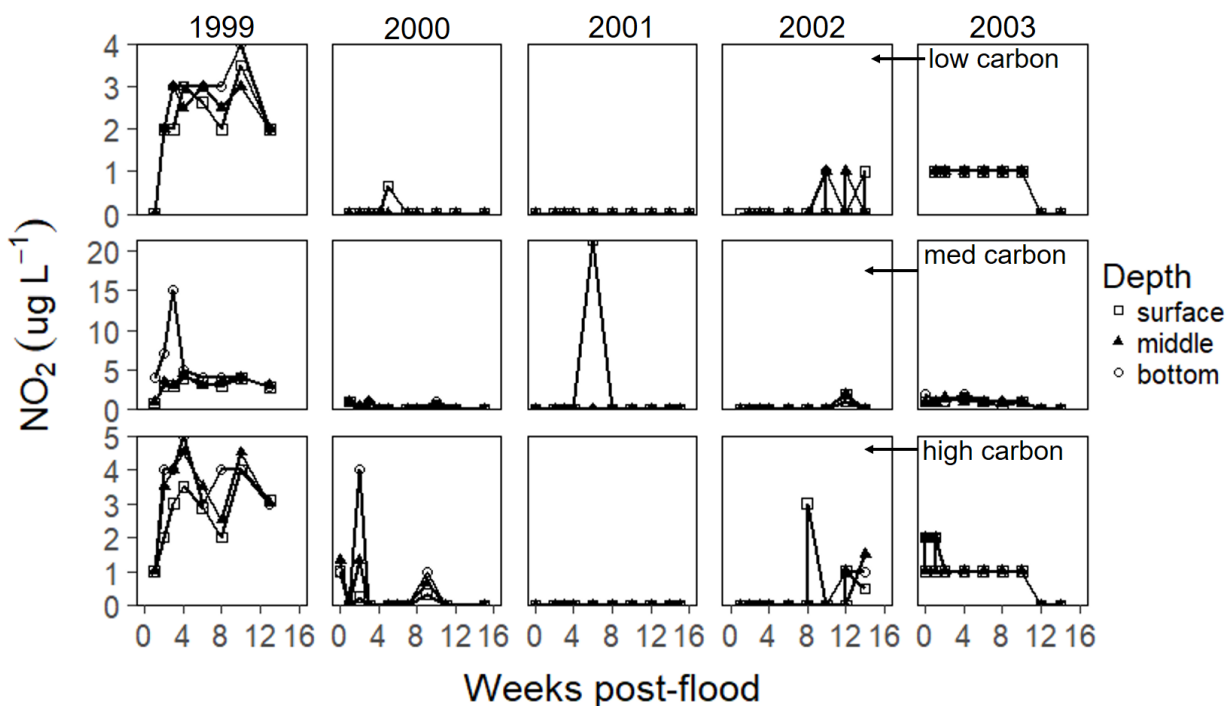 1999 2000 2001 2002 2003
4
3
2
1
0
low carbon
20
15
10
5
0
med carbon
5
4
3
2
1
0
high carbon
NO2 (ug L−1)
0 4 8 12 16 0 4 8 12 16 0 4 8 12 16 0 4 8 12 16 0 4 8 12 16
Weeks post-flood
Depth
surface
middle
bottom